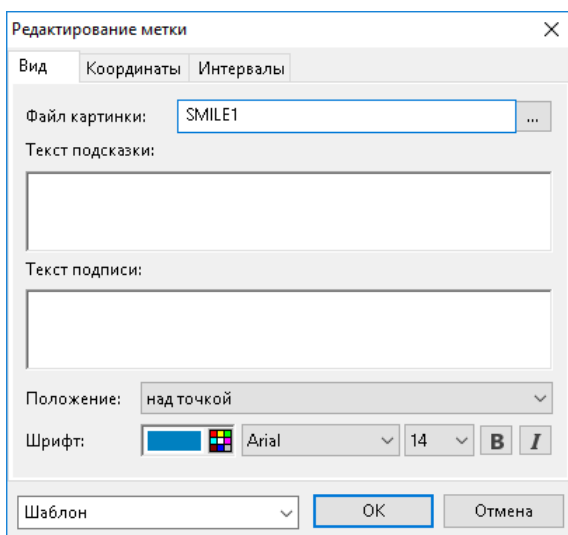 Редактирование метки
Вид Координаты Интервалы
Файл картинки: SMILE1 ...
Текст подсказки:
Текст подписи:
Положение: над точкой
Шрифт: Arial 14 B I
Шаблон OK Отмена